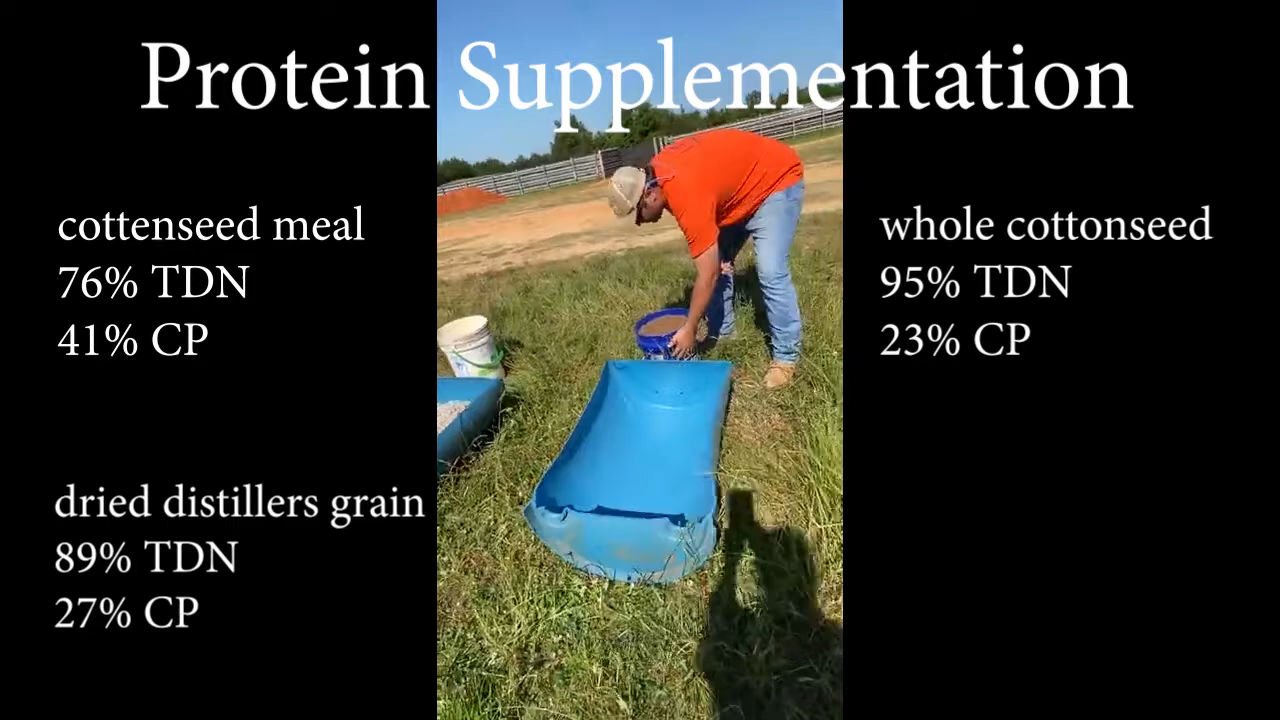 Protein Supplementation
cottenseed meal
76% TDN
41% CP
whole cottonseed
95% TDN
23% CP
dried distillers grain
89% TDN
27% CP